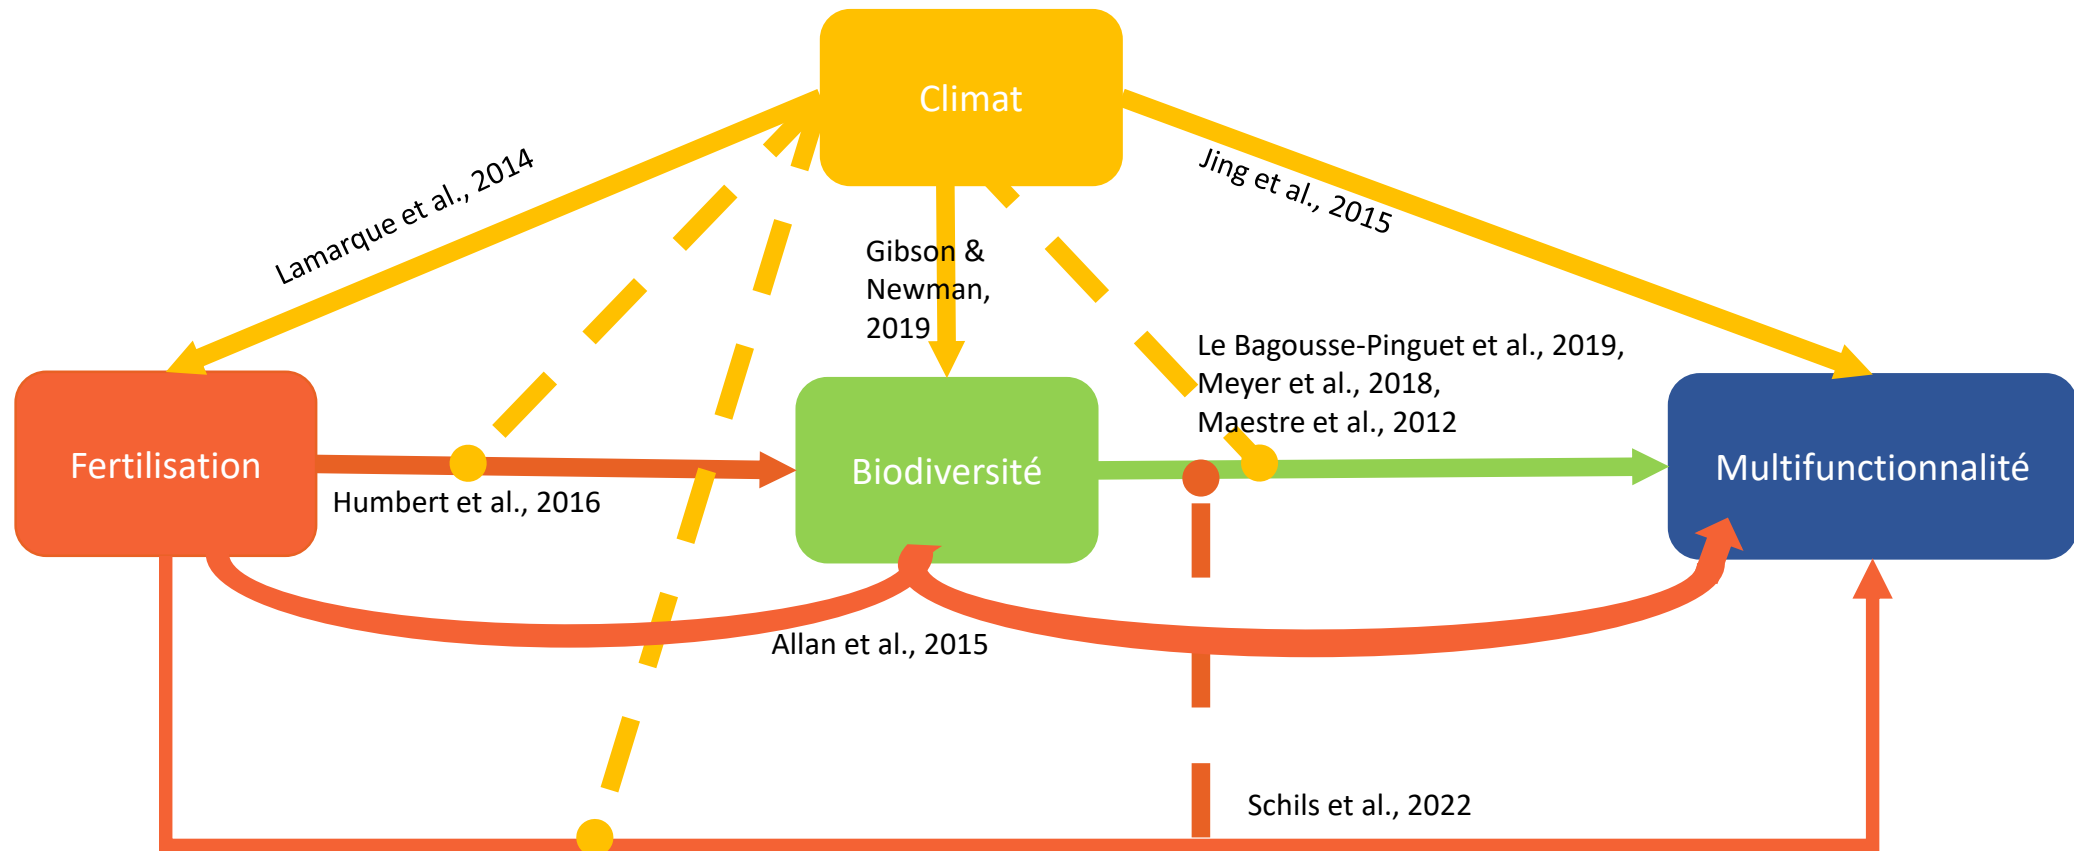 Climat
Lamarque et al., 2014
Jing et al., 2015
Gibson &
Newman,
2019
Le Bagousse-Pinguet et al., 2019,
Meyer et al., 2018,
Maestre et al., 2012
Fertilisation
Biodiversité
Multifunctionnalité
Humbert et al., 2016
Allan et al., 2015
Schils et al., 2022